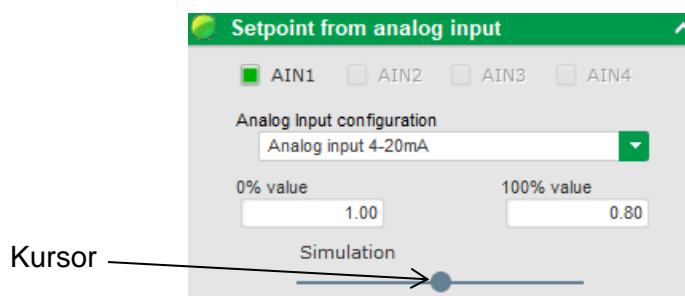 Setpoint from analog input
AIN1 AIN2 AIN3 AIN4
Analog Input configuration
Analog input 4-20mA
0% value 100% value
1.00 0.80
Simulation
Kursor